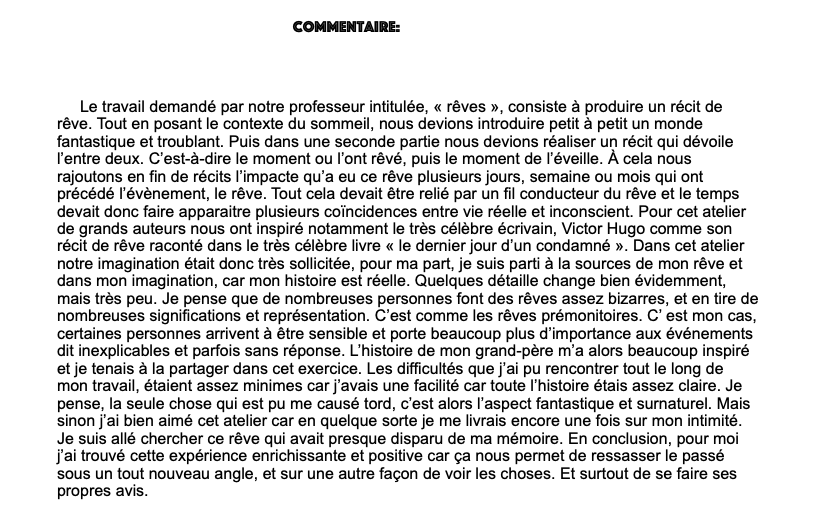 COMMENTAIRE:
Le travail demandé par notre professeur intitulée, « rêves », consiste à produire un récit de
rêve. Tout en posant le contexte du sommeil, nous devions introduire petit à petit un monde
fantastique et troublant. Puis dans une seconde partie nous devions réaliser un récit qui dévoile
l’entre deux. C’est-à-dire le moment ou l’ont rêvé, puis le moment de l’éveille. À cela nous
rajoutons en fin de récits l’impacte qu’a eu ce rêve plusieurs jours, semaine ou mois qui ont
précédé l’évènement, le rêve. Tout cela devait être relié par un fil conducteur du rêve et le temps
devait donc faire apparaitre plusieurs coïncidences entre vie réelle et inconscient. Pour cet atelier
de grands auteurs nous ont inspiré notamment le très célèbre écrivain, Victor Hugo comme son
récit de rêve raconté dans le très célèbre livre « le dernier jour d’un condamné ». Dans cet atelier
notre imagination était donc très sollicitée, pour ma part, je suis parti à la sources de mon rêve et
dans mon imagination, car mon histoire est réelle. Quelques détaille change bien évidemment,
mais très peu. Je pense que de nombreuses personnes font des rêves assez bizarres, et en tire de
nombreuses significations et représentation. C’est comme les rêves prémonitoires. C’ est mon cas,
certaines personnes arrivent à être sensible et porte beaucoup plus d’importance aux événements
dit inexplicables et parfois sans réponse. L’histoire de mon grand-père m’a alors beaucoup inspiré
et je tenais à la partager dans cet exercice. Les difficultés que j’ai pu rencontrer tout le long de
mon travail, étaient assez minimes car j’avais une facilité car toute l’histoire étais assez claire. Je
pense, la seule chose qui est pu me causé tord, c’est alors l’aspect fantastique et surnaturel. Mais
sinon j’ai bien aimé cet atelier car en quelque sorte je me livrais encore une fois sur mon intimité.
Je suis allé chercher ce rêve qui avait presque disparu de ma mémoire. En conclusion, pour moi
j’ai trouvé cette expérience enrichissante et positive car ça nous permet de ressasser le passé
sous un tout nouveau angle, et sur une autre façon de voir les choses. Et surtout de se faire ses
propres avis.